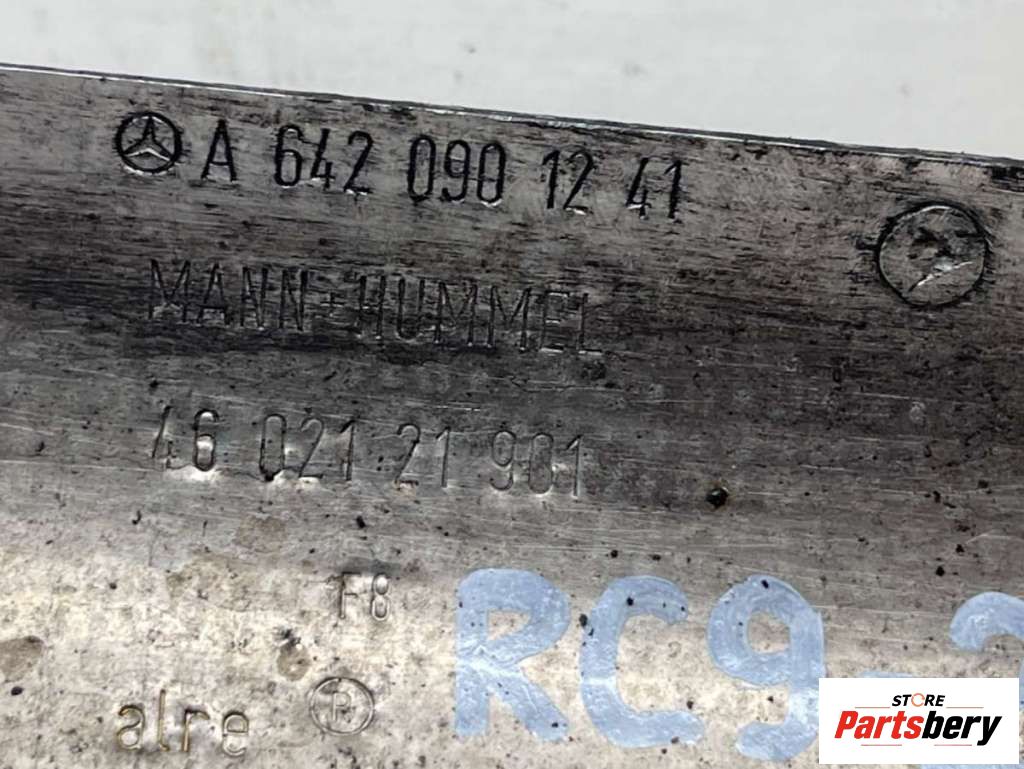 A 642 090 12 41
MANN+HUMMEL
46 021 21 901
F8
alre
P
RC9-
STORE
Partsbery